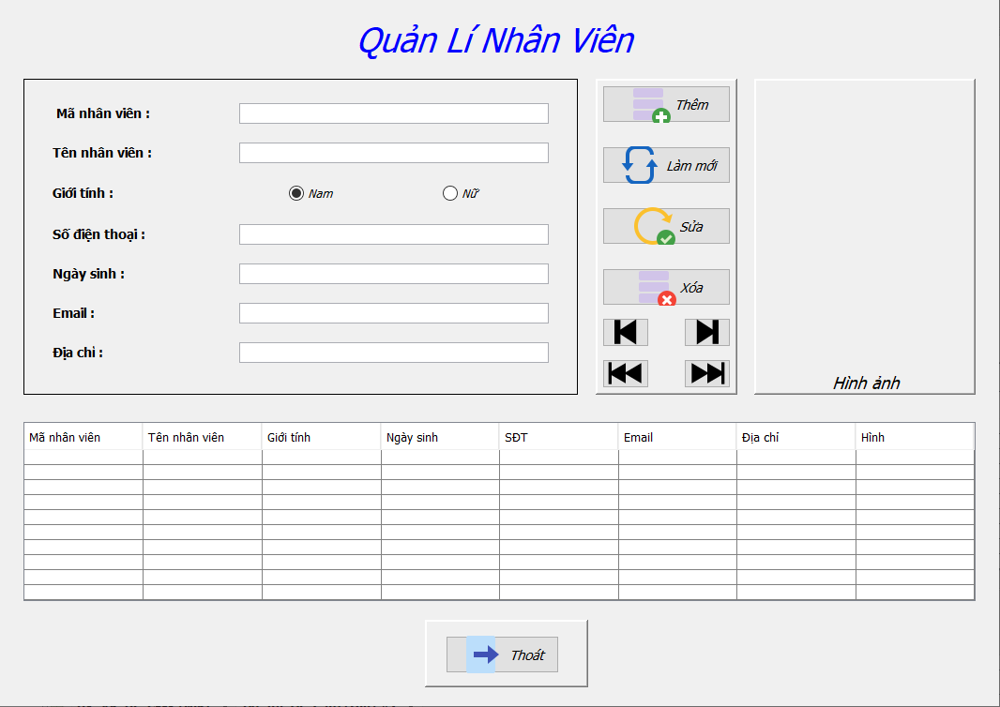 Quản Lí Nhân Viên
Mã nhân viên :
Tên nhân viên :
Giới tính :
Nam
Nữ
Số điện thoại :
Ngày sinh :
Email :
Địa chi :
Thêm
Làm mới
Sửa
Xóa
Hình ảnh
Mã nhân viên Tên nhân viên Giới tính Ngày sinh SĐT Email Địa chỉ Hình
Thoát